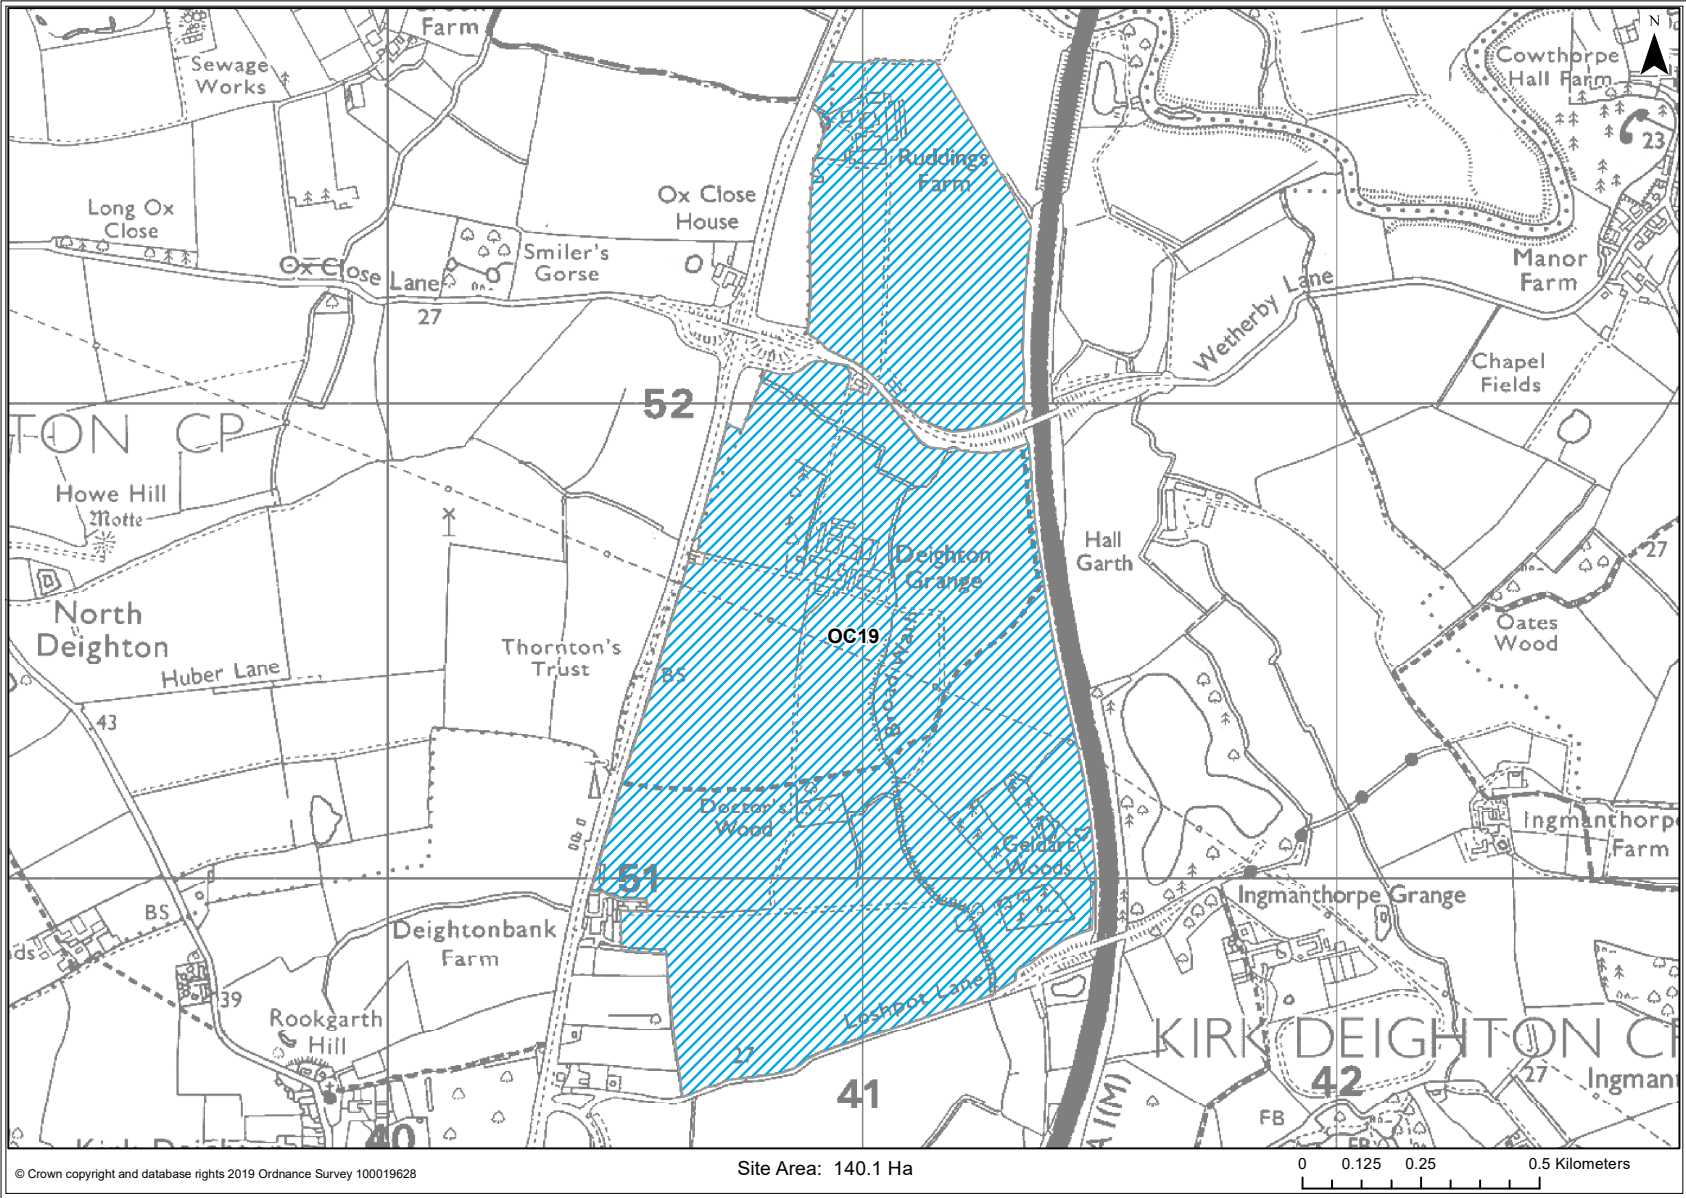 Farm
N
Sewage
Works
Cowthorpe
Hall Farm
23
Ruddings
Farm
Long Ox
Close
Ox Close
House
Smiler's
Gorse
Ox Close Lane
27
Manor
Farm
Wetherby Lane
Chapel
Fields
52
TON CP
Howe Hill
Motte
Hall
Garth
Deighton
Grange
27
North
Deighton
OC19
Oates
Wood
Thornton's
Trust
BS
Broad Walk
Huber Lane
43
Doctor's
Wood
Geldart
Woods
Ingmanthorpe
Farm
51
Ingmanthorpe Grange
BS
Deightonbank
Farm
ds
39
Loshpot Lane
Rookgarth
Hill
27
KIRK DEIGHTON CP
41
42
27
Ingman
A 1(M)
FB
40
FB
© Crown copyright and database rights 2019 Ordnance Survey 100019628
Site Area: 140.1 Ha
0 0.125 0.25 0.5 Kilometers